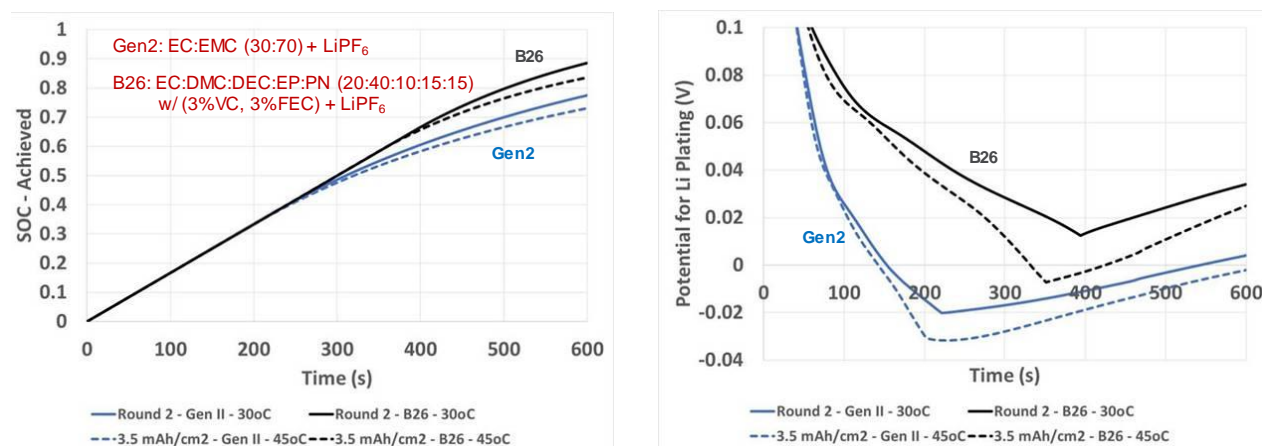 Gen2: EC:EMC (30:70) + LiPF6
B26: EC:DMC:DEC:EP:PN (20:40:10:15:15)
w/ (3%VC, 3%FEC) + LiPF6
B26
Gen2
SOC - Achieved
1
0.9
0.8
0.7
0.6
0.5
0.4
0.3
0.2
0.1
0
0 100 200 300 400 500 600
Time (s)
Round 2 - Gen II - 30oC
Round 2 - B26 - 30oC
3.5 mAh/cm2 - Gen II - 45oC
3.5 mAh/cm2 - B26 - 45oC
Potential for Li Plating (V)
0.1
0.08
0.06
0.04
0.02
0
-0.02
-0.04
B26
Gen2
0 100 200 300 400 500 600
Time (s)
Round 2 - Gen II - 30oC
Round 2 - B26 - 30oC
3.5 mAh/cm2 - Gen II - 45oC
3.5 mAh/cm2 - B26 - 45oC